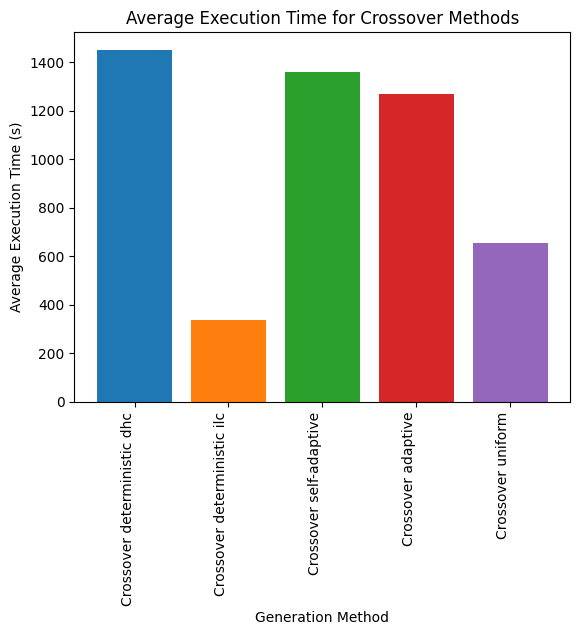 Average Execution Time for Crossover Methods
Average Execution Time (s)
1400
1200
1000
800
600
400
200
0
Crossover deterministic dhc
Crossover deterministic ilc
Crossover self-adaptive
Crossover adaptive
Crossover uniform
Generation Method